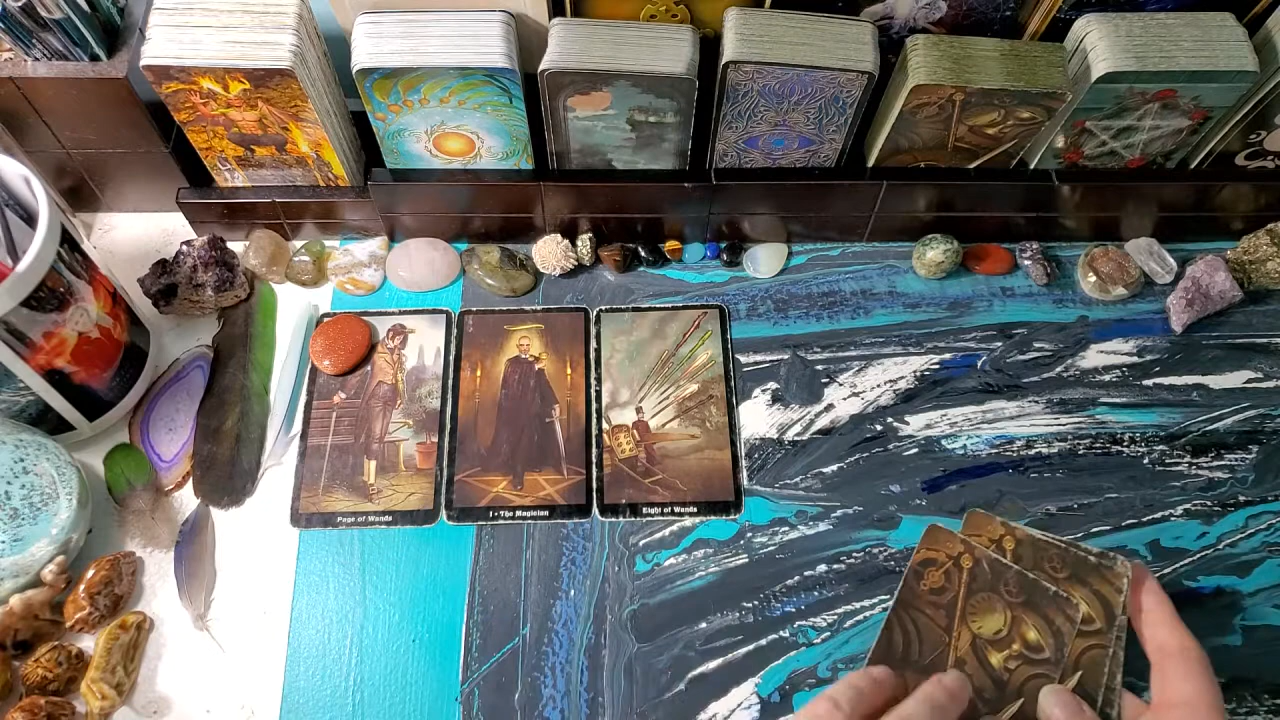 Page of Wands
I • The Magician
Eight of Wands